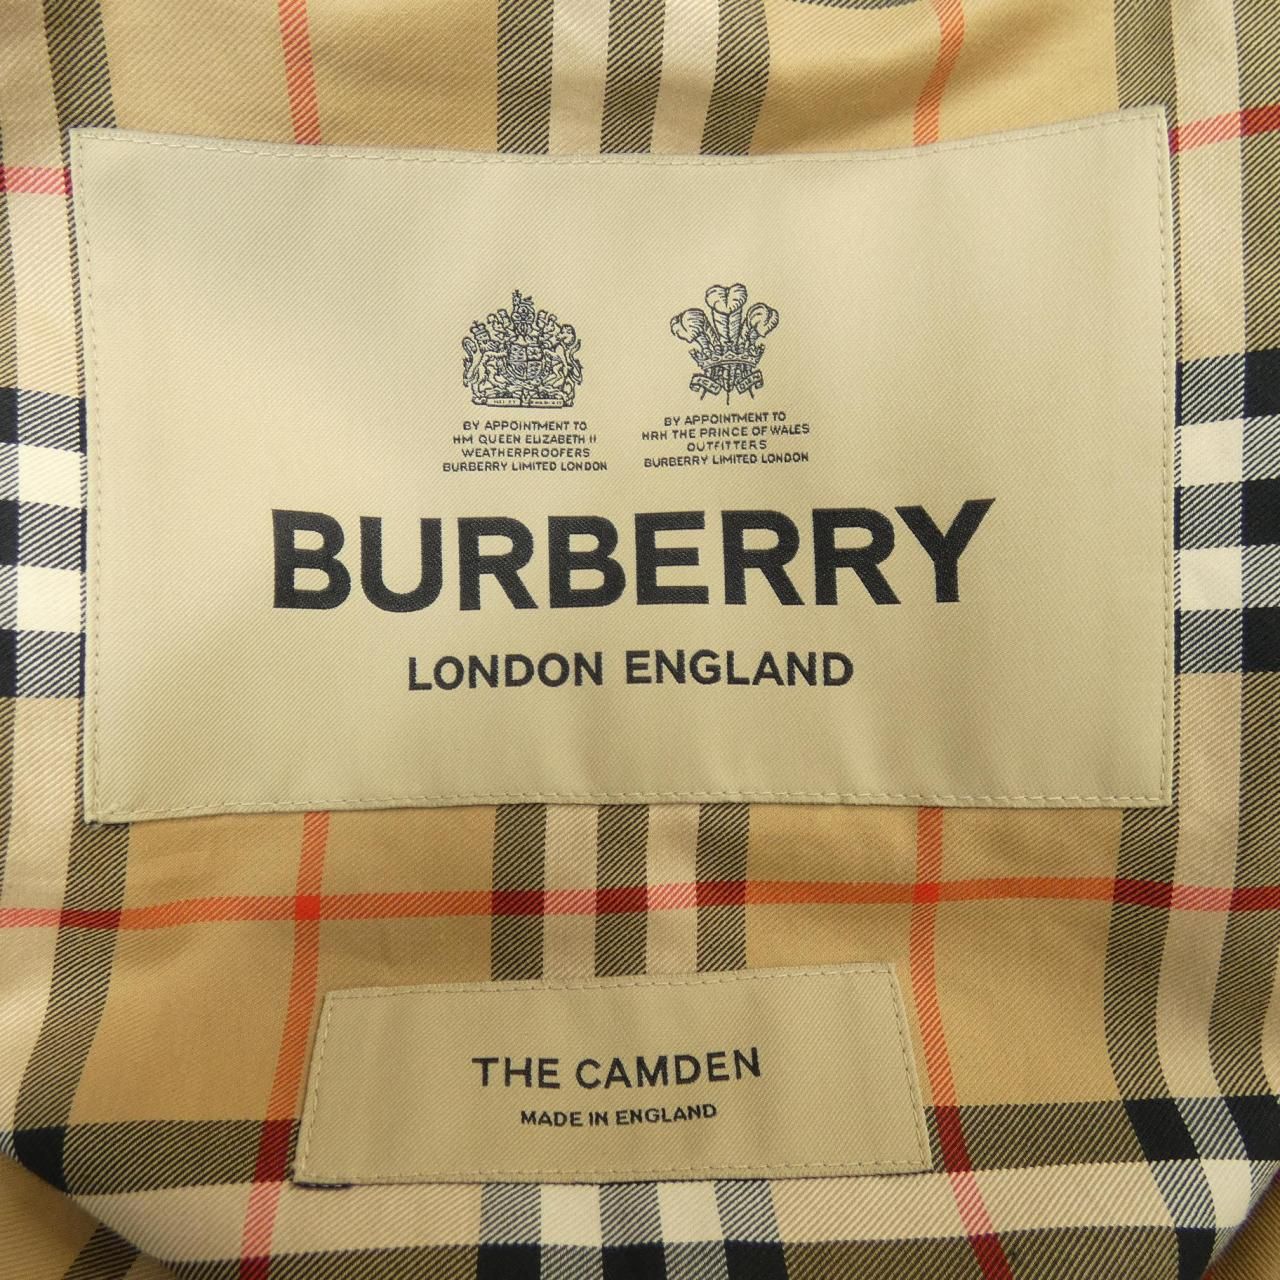 BY APPOINTMENT TO
HM QUEEN ELIZABETH II
WEATHERPROOFERS
BURBERRY LIMITED LONDON
BY APPOINTMENT TO
HRH THE PRINCE OF WALES
OUTFITTERS
BURBERRY LIMITED LONDON
BURBERRY
LONDON ENGLAND
THE CAMDEN
MADE IN ENGLAND